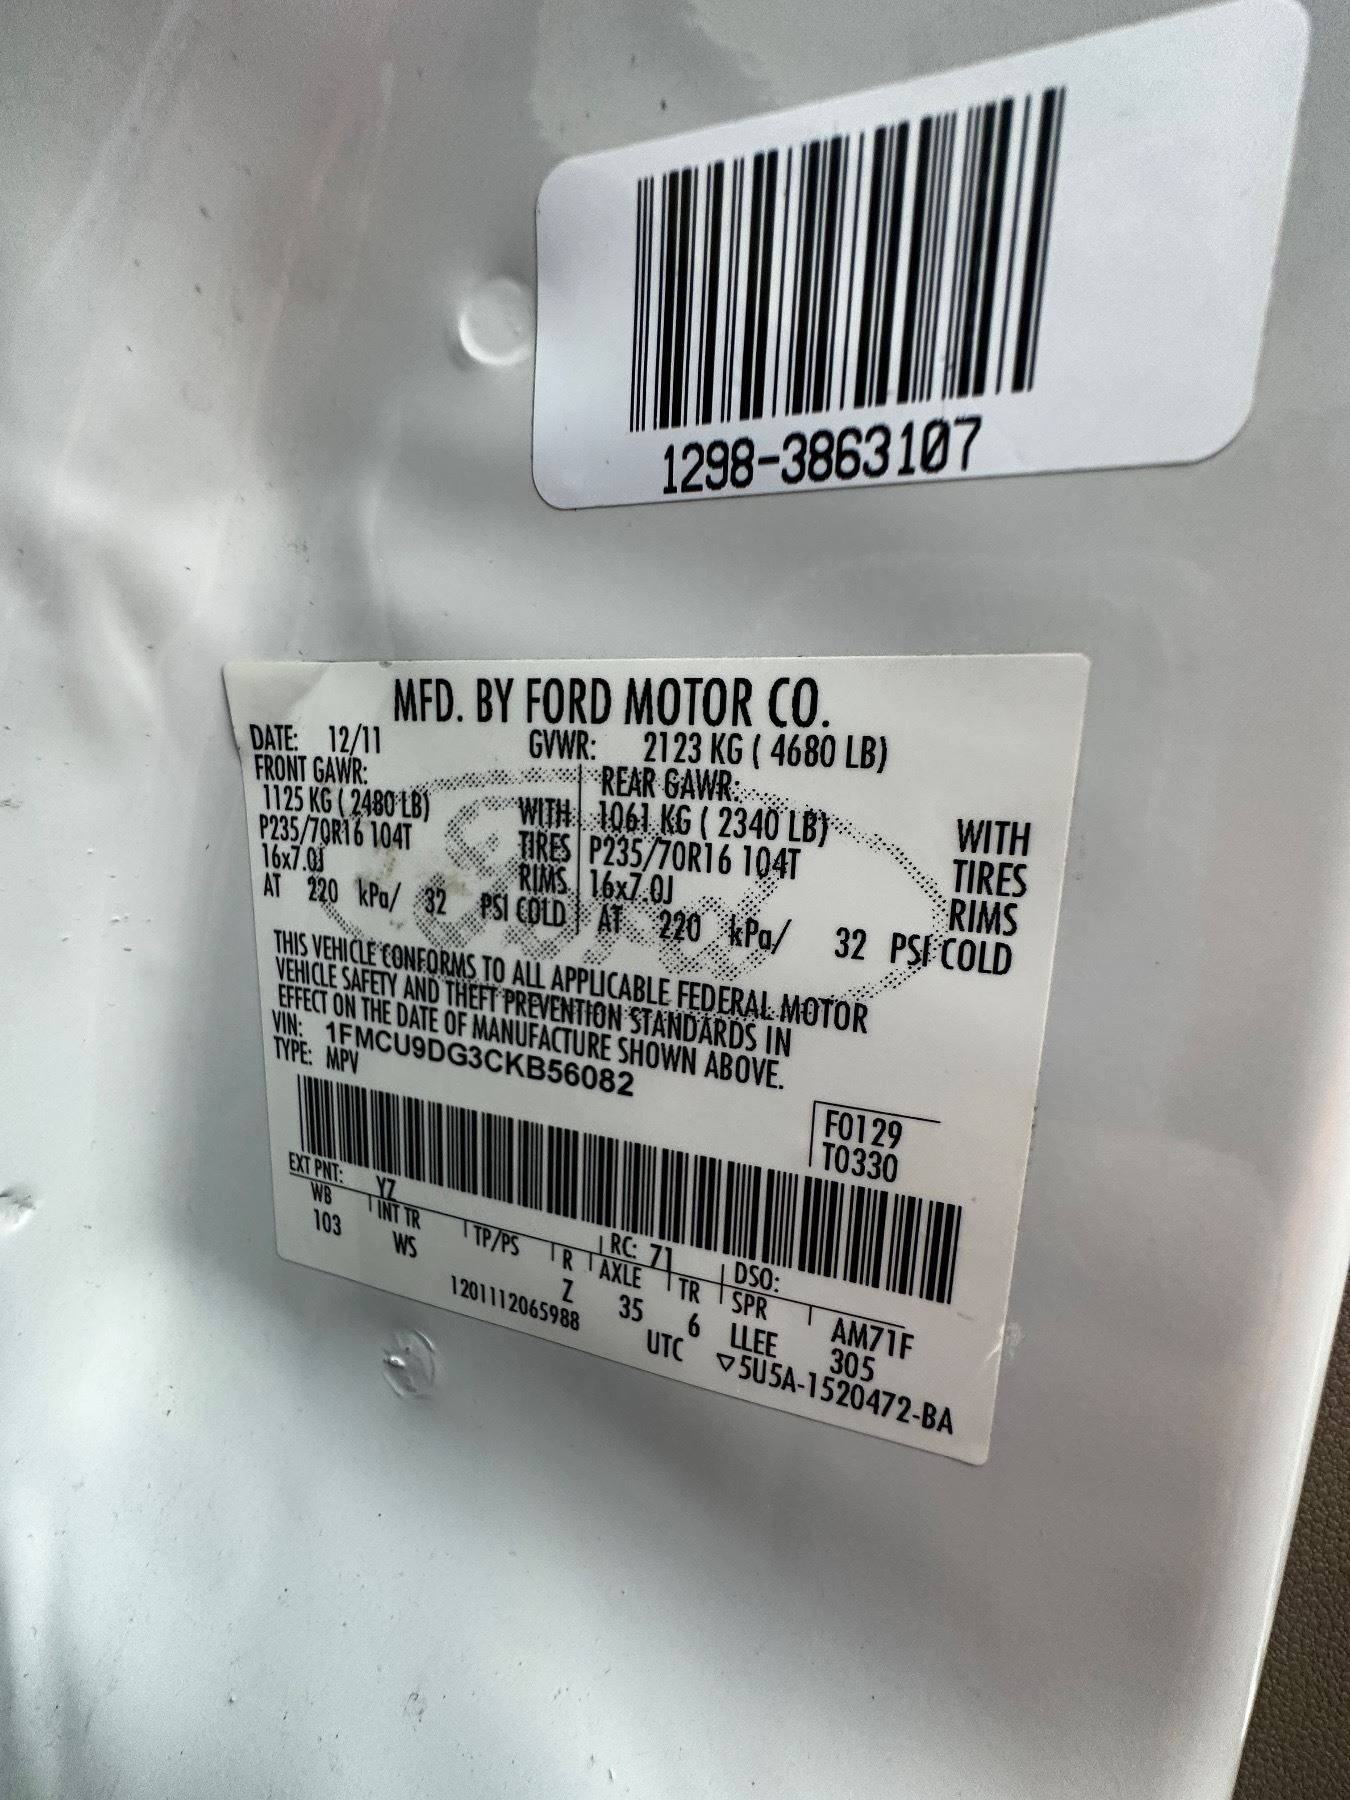 1298-3863107
MFD. BY FORD MOTOR CO.
DATE: 12/11 GVWR: 2123 KG ( 4680 LB)
FRONT GAWR: REAR GAWR:
1125 KG ( 2480 LB) WITH 1061 KG ( 2340 LB) WITH
P235/70R16 104T TIRES P235/70R16 104T TIRES
16x7.0J RIMS 16x7.0J RIMS
AT 220 kPa/ 32 PSI COLD AT 220 kPa/ 32 PSI COLD
THIS VEHICLE CONFORMS TO ALL APPLICABLE FEDERAL MOTOR
VEHICLE SAFETY AND THEFT PREVENTION STANDARDS IN
EFFECT ON THE DATE OF MANUFACTURE SHOWN ABOVE.
VIN: 1FMCU9DG3CKB56082
TYPE: MPV
F0129
T0330
EXT PNT: YZ RC: 71 DSO:
WB INT TR TP/PS R AXLE TR SPR AM71F
103 WS Z 35 6 LLEE 305
1201112065988 UTC ▽5U5A-1520472-BA